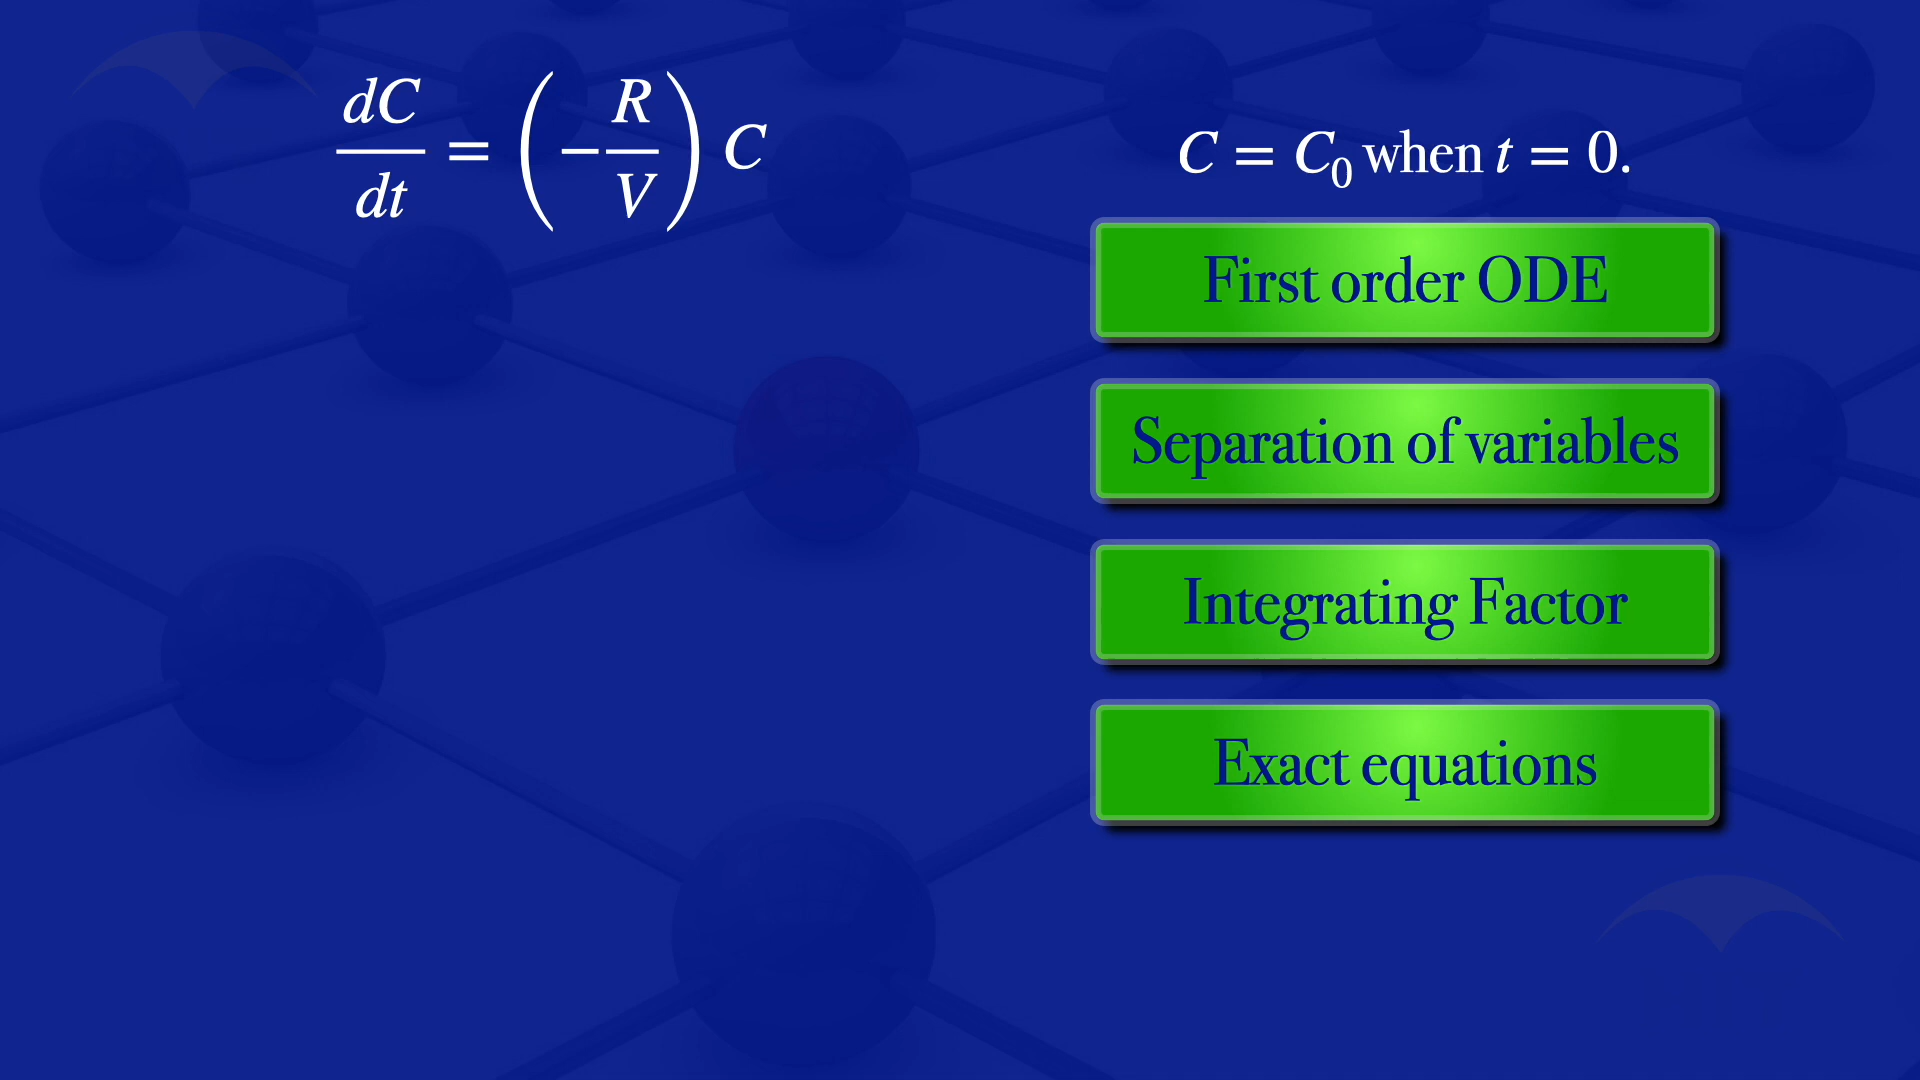 dC/dt = (−R/V) C
C = C₀ when t = 0.
First order ODE
Separation of variables
Integrating Factor
Exact equations